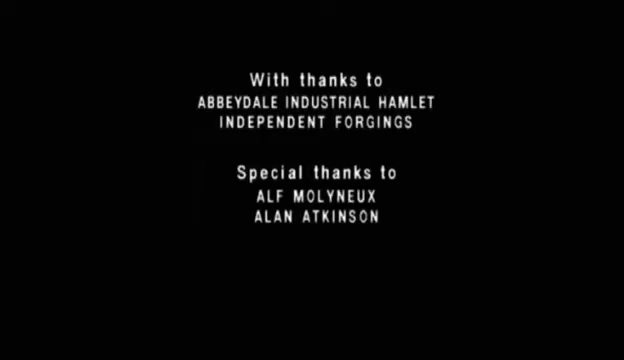 With thanks to
ABBEYDALE INDUSTRIAL HAMLET
INDEPENDENT FORGINGS
Special thanks to
ALF MOLYNEUX
ALAN ATKINSON